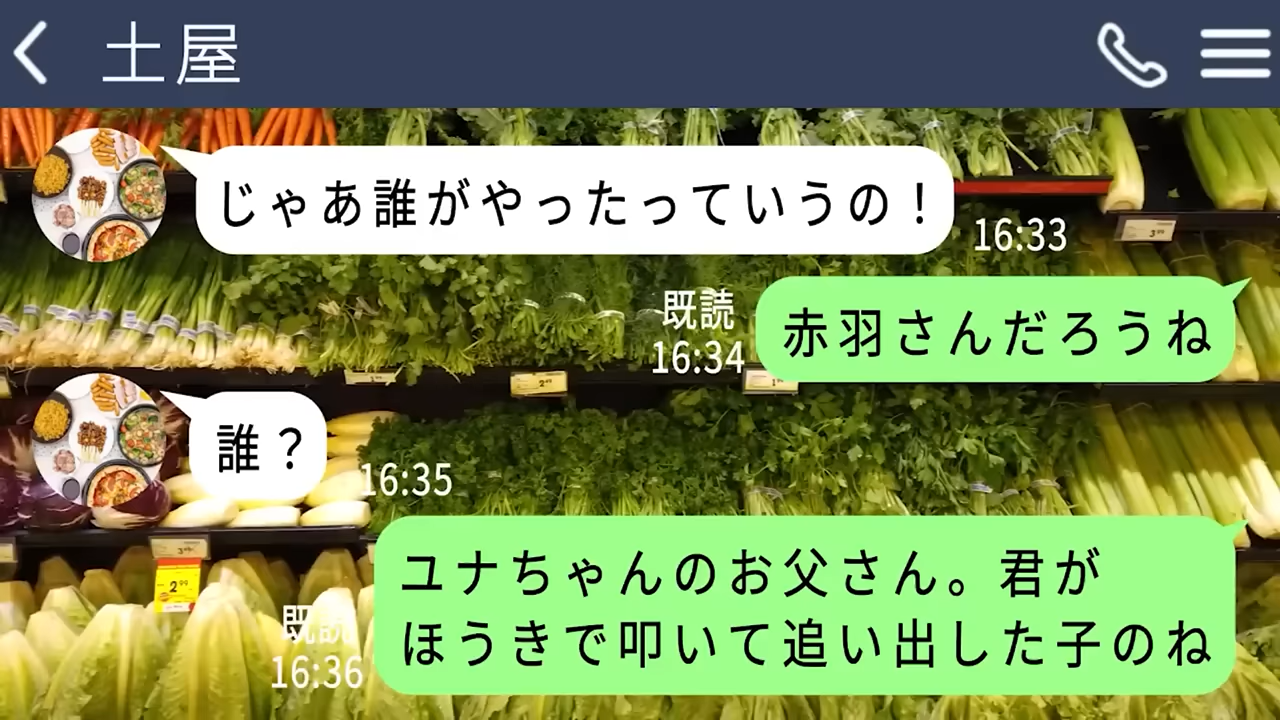 土屋
じゃあ誰がやったっていうの！
16:33
既読
16:34
赤羽さんだろうね
誰？
16:35
ユナちゃんのお父さん。君が
ほうきで叩いて追い出した子のね
既読
16:36
2.99